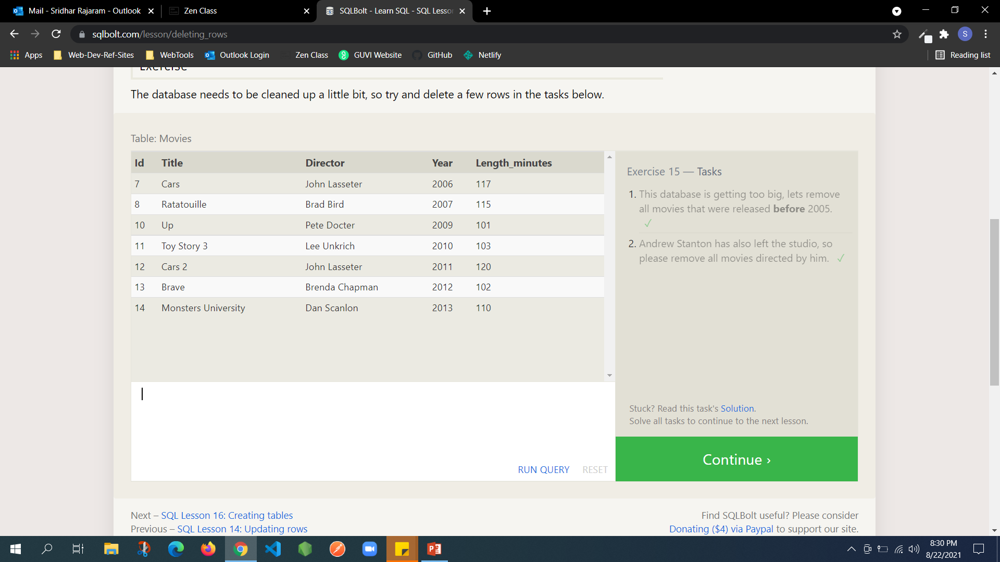 Mail - Sridhar Rajaram - Outlook
Zen Class
SQLBolt - Learn SQL - SQL Lesson
sqlbolt.com/lesson/deleting_rows
S
Apps
Web-Dev-Ref-Sites
WebTools
Outlook Login
Zen Class
GUVI Website
GitHub
Netlify
Reading list
Exercise
The database needs to be cleaned up a little bit, so try and delete a few rows in the tasks below.
Table: Movies
Id Title Director Year Length_minutes
7 Cars John Lasseter 2006 117
8 Ratatouille Brad Bird 2007 115
10 Up Pete Docter 2009 101
11 Toy Story 3 Lee Unkrich 2010 103
12 Cars 2 John Lasseter 2011 120
13 Brave Brenda Chapman 2012 102
14 Monsters University Dan Scanlon 2013 110
RUN QUERY RESET
Exercise 15 — Tasks
1. This database is getting too big, lets remove
all movies that were released before 2005.
✓
2. Andrew Stanton has also left the studio, so
please remove all movies directed by him. ✓
Stuck? Read this task's Solution.
Solve all tasks to continue to the next lesson.
Continue ›
Next – SQL Lesson 16: Creating tables
Previous – SQL Lesson 14: Updating rows
Find SQLBolt useful? Please consider
Donating ($4) via Paypal to support our site.
8:30 PM
8/22/2021